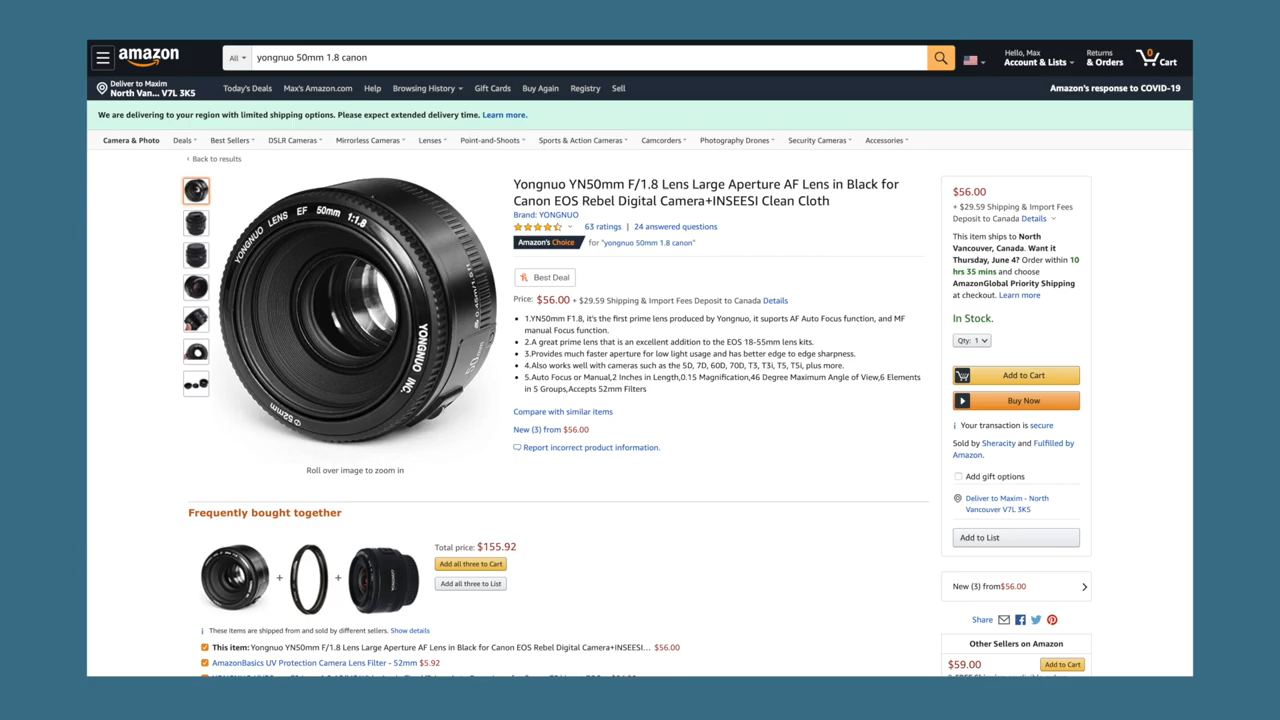 amazon
All
yongnuo 50mm 1.8 canon
Hello, Max
Account & Lists
Returns
& Orders
0
Cart
Deliver to Maxim
North Van... V7L 3K5
Today's Deals
Max's Amazon.com
Help
Browsing History
Gift Cards
Buy Again
Registry
Sell
Amazon's response to COVID-19
We are delivering to your region with limited shipping options. Please expect extended delivery time. Learn more.
Camera & Photo
Deals
Best Sellers
DSLR Cameras
Mirrorless Cameras
Lenses
Point-and-Shoots
Sports & Action Cameras
Camcorders
Photography Drones
Security Cameras
Accessories
‹ Back to results
YONGNUO LENS EF 50mm 1:1.8
YONGNUO INC.
Ø52mm
Roll over image to zoom in
Yongnuo YN50mm F/1.8 Lens Large Aperture AF Lens in Black for
Canon EOS Rebel Digital Camera+INSEESI Clean Cloth
Brand: YONGNUO
63 ratings | 24 answered questions
Amazon's Choice for "yongnuo 50mm 1.8 canon"
Best Deal
Price: $56.00 + $29.59 Shipping & Import Fees Deposit to Canada Details
• 1.YN50mm F1.8, it's the first prime lens produced by Yongnuo, it suports AF Auto Focus function, and MF
manual Focus function.
• 2.A great prime lens that is an excellent addition to the EOS 18-55mm lens kits.
• 3.Provides much faster aperture for low light usage and has better edge to edge sharpness.
• 4.Also works well with cameras such as the 5D, 7D, 60D, 70D, T3, T3i, T5, T5i, plus more.
• 5.Auto Focus or Manual,2 Inches in Length,0.15 Magnification,46 Degree Maximum Angle of View,6 Elements
in 5 Groups,Accepts 52mm Filters
Compare with similar items
New (3) from $56.00
Report incorrect product information.
$56.00
+ $29.59 Shipping & Import Fees
Deposit to Canada Details
This item ships to North
Vancouver, Canada. Want it
Thursday, June 4? Order within 10
hrs 35 mins and choose
AmazonGlobal Priority Shipping
at checkout. Learn more
In Stock.
Qty: 1
Add to Cart
Buy Now
Your transaction is secure
Sold by Sheracity and Fulfilled by
Amazon.
Add gift options
Deliver to Maxim - North
Vancouver V7L 3K5
Add to List
New (3) from$56.00
Share
Other Sellers on Amazon
$59.00
Add to Cart
Frequently bought together
+
+
Total price: $155.92
Add all three to Cart
Add all three to List
These items are shipped from and sold by different sellers. Show details
This item: Yongnuo YN50mm F/1.8 Lens Large Aperture AF Lens in Black for Canon EOS Rebel Digital Camera+INSEESI... $56.00
AmazonBasics UV Protection Camera Lens Filter - 52mm $5.92